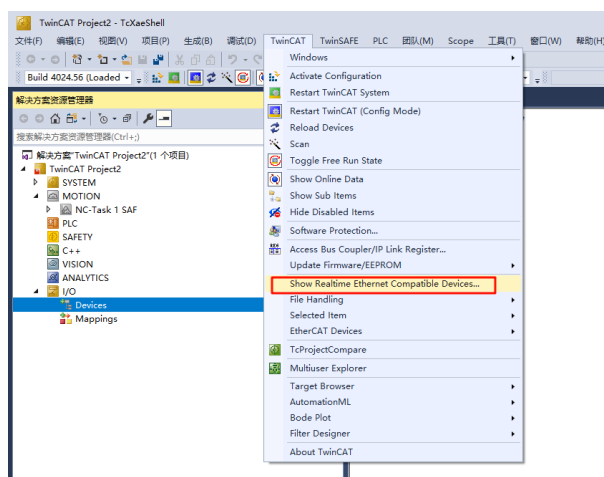 TwinCAT Project2 - TcXaeShell
文件(F) 编辑(E) 视图(V) 项目(P) 生成(B) 调试(D) TwinCAT TwinSAFE PLC 团队(M) Scope 工具(T) 窗口(W) 帮助(H)
Build 4024.56 (Loaded
解决方案资源管理器
搜索解决方案资源管理器(Ctrl+;)
解决方案"TwinCAT Project2"(1 个项目)
TwinCAT Project2
SYSTEM
MOTION
NC-Task 1 SAF
PLC
SAFETY
C++
VISION
ANALYTICS
I/O
Devices
Mappings
Windows
Activate Configuration
Restart TwinCAT System
Restart TwinCAT (Config Mode)
Reload Devices
Scan
Toggle Free Run State
Show Online Data
Show Sub Items
Hide Disabled Items
Software Protection...
Access Bus Coupler/IP Link Register...
Update Firmware/EEPROM
Show Realtime Ethernet Compatible Devices...
File Handling
Selected Item
EtherCAT Devices
TcProjectCompare
Multiuser Explorer
Target Browser
AutomationML
Bode Plot
Filter Designer
About TwinCAT